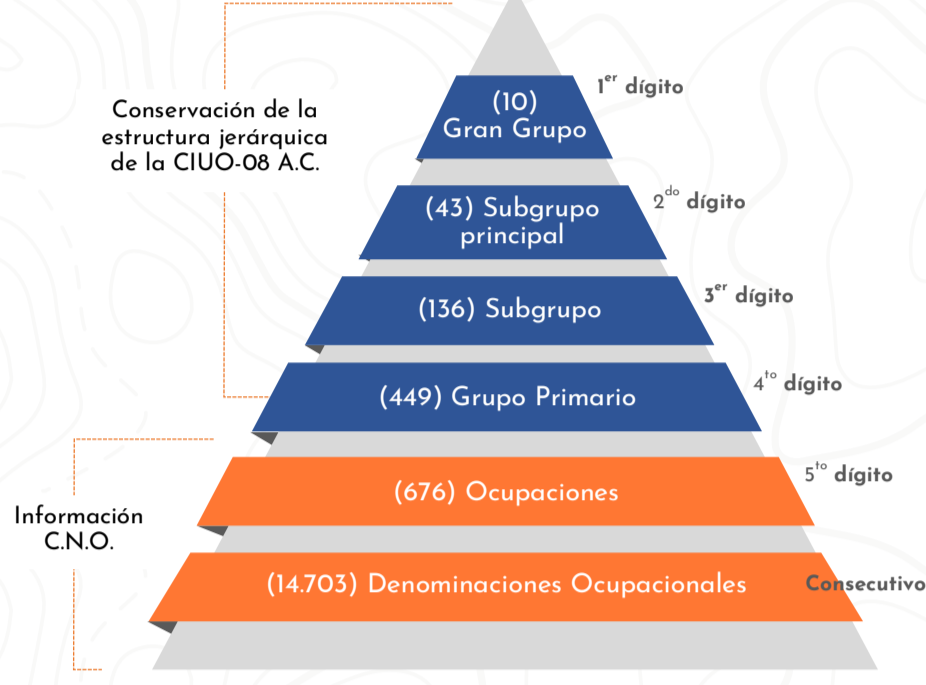 Conservación de la
estructura jerárquica
de la CIUO-08 A.C.
(10)
Gran Grupo
1er dígito
(43) Subgrupo
principal
2do dígito
(136) Subgrupo
3er dígito
(449) Grupo Primario
4to dígito
Información
C.N.O.
(676) Ocupaciones
5to dígito
(14.703) Denominaciones Ocupacionales
Consecutivo